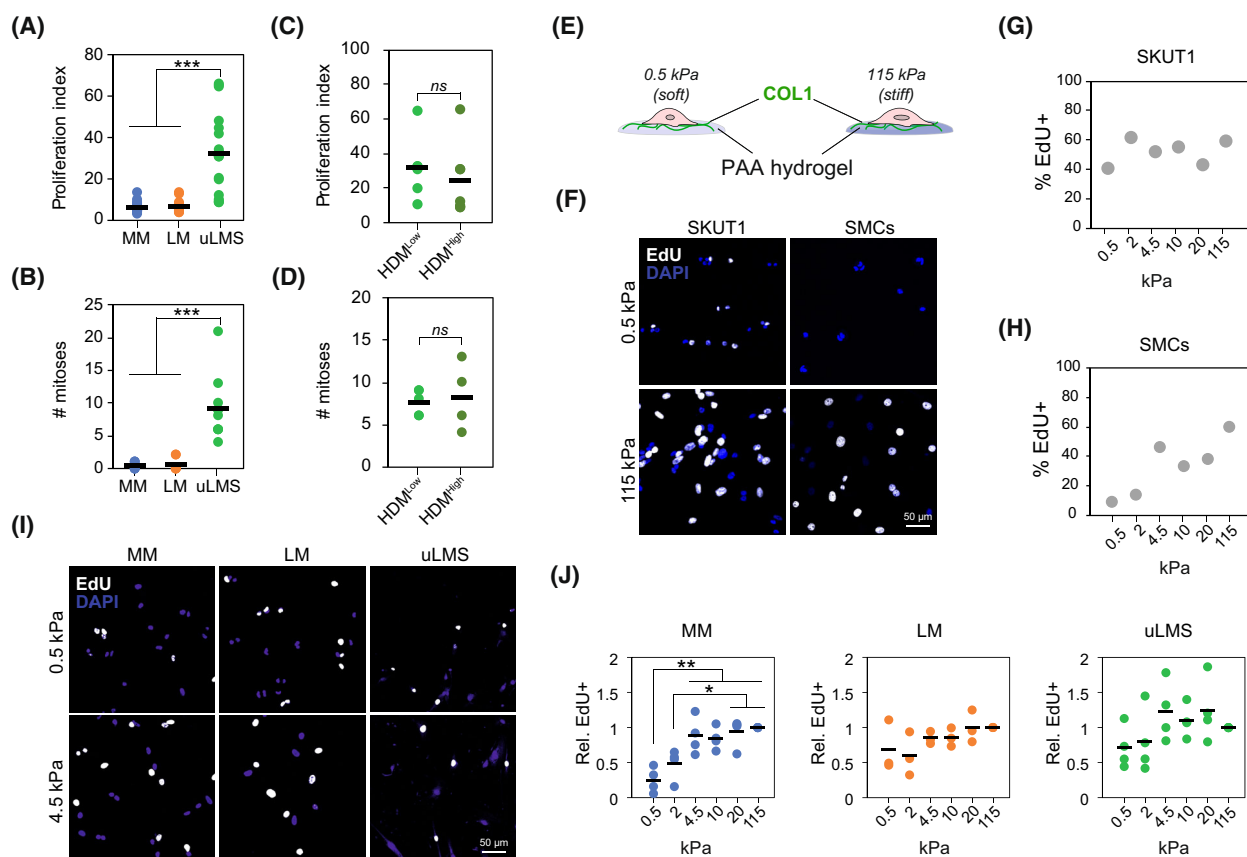 (A)
Proliferation index
80
60
40
20
0
***
MM LM uLMS
(B)
# mitoses
25
20
15
10
5
0
***
MM LM uLMS
(C)
Proliferation index
100
80
60
40
20
0
ns
HDMLow HDMHigh
(D)
# mitoses
20
15
10
5
0
ns
HDMLow HDMHigh
(E)
0.5 kPa
(soft)
115 kPa
(stiff)
COL1
PAA hydrogel
(F)
SKUT1 SMCs
EdU
DAPI
0.5 kPa
115 kPa
50 µm
(G)
SKUT1
% EdU+
100
80
60
40
20
0
0.5 2 4.5 10 20 115
kPa
(H)
SMCs
% EdU+
100
80
60
40
20
0
0.5 2 4.5 10 20 115
kPa
(I)
MM LM uLMS
EdU
DAPI
0.5 kPa
4.5 kPa
50 µm
(J)
MM
Rel. EdU+
2
1.5
1
0.5
0
**
*
0.5 2 4.5 10 20 115
kPa
LM
Rel. EdU+
2
1.5
1
0.5
0
0.5 2 4.5 10 20 115
kPa
uLMS
Rel. EdU+
2
1.5
1
0.5
0
0.5 2 4.5 10 20 115
kPa